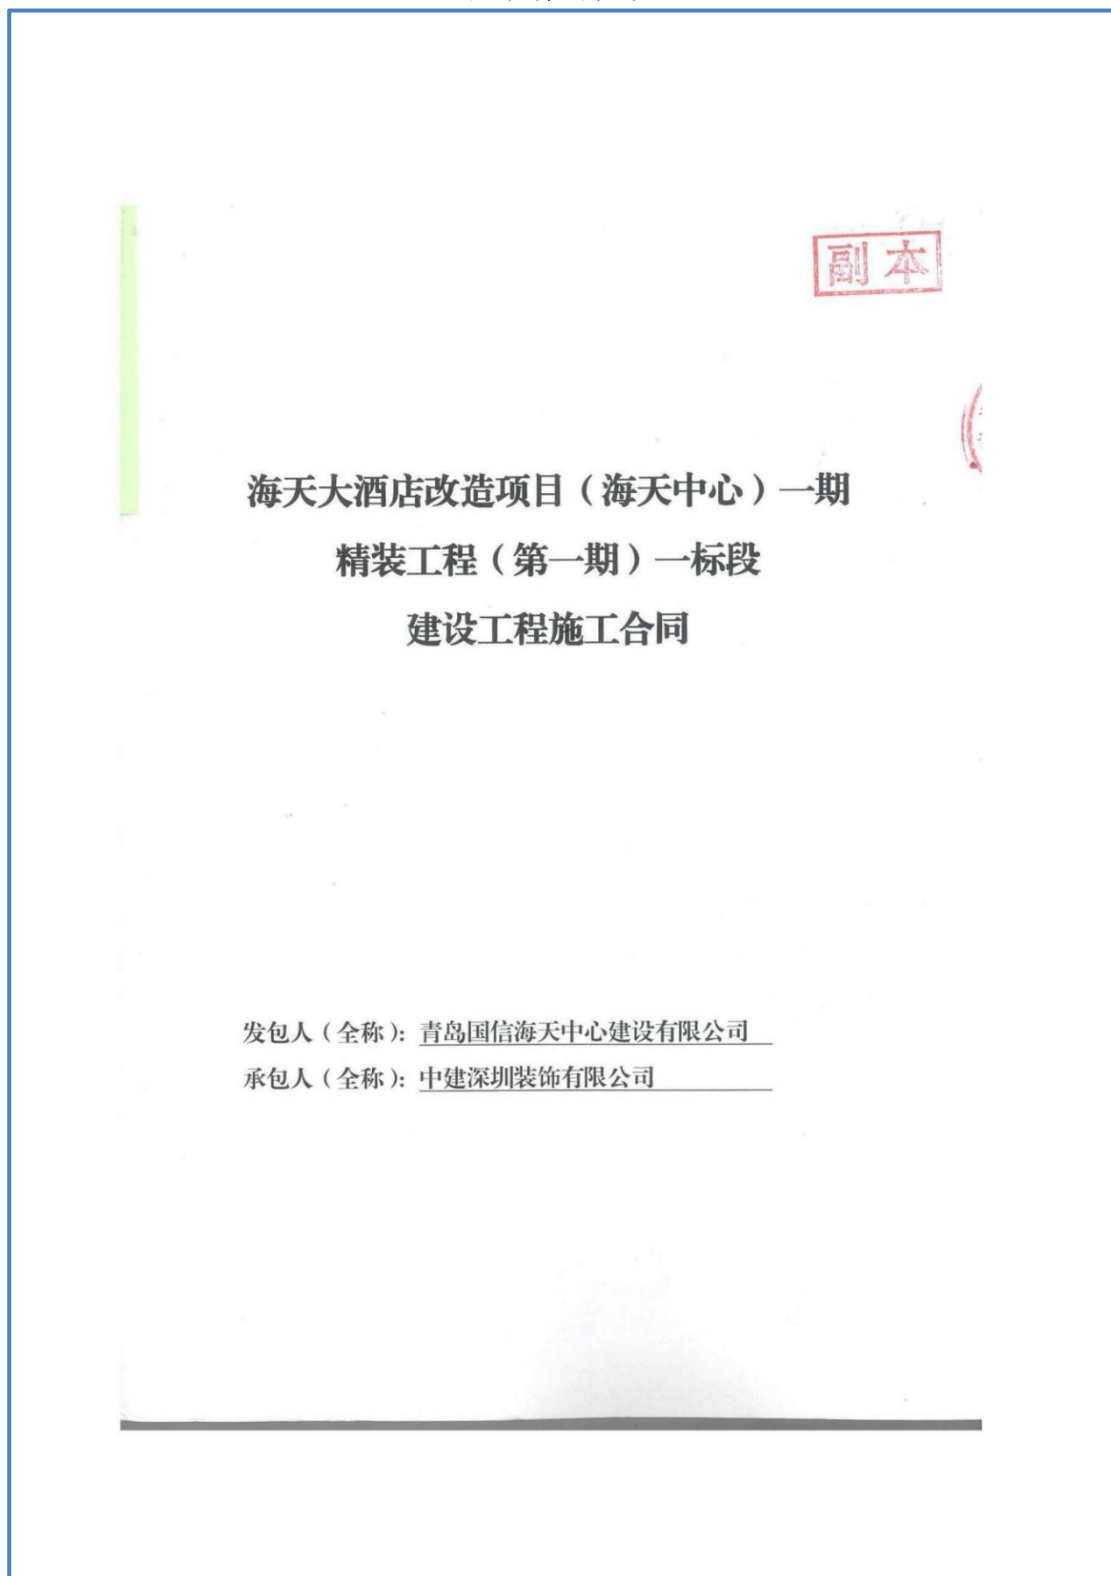 副本
海天大酒店改造项目（海天中心）一期
精装工程（第一期）一标段
建设工程施工合同
发包人（全称）：青岛国信海天中心建设有限公司
承包人（全称）：中建深圳装饰有限公司